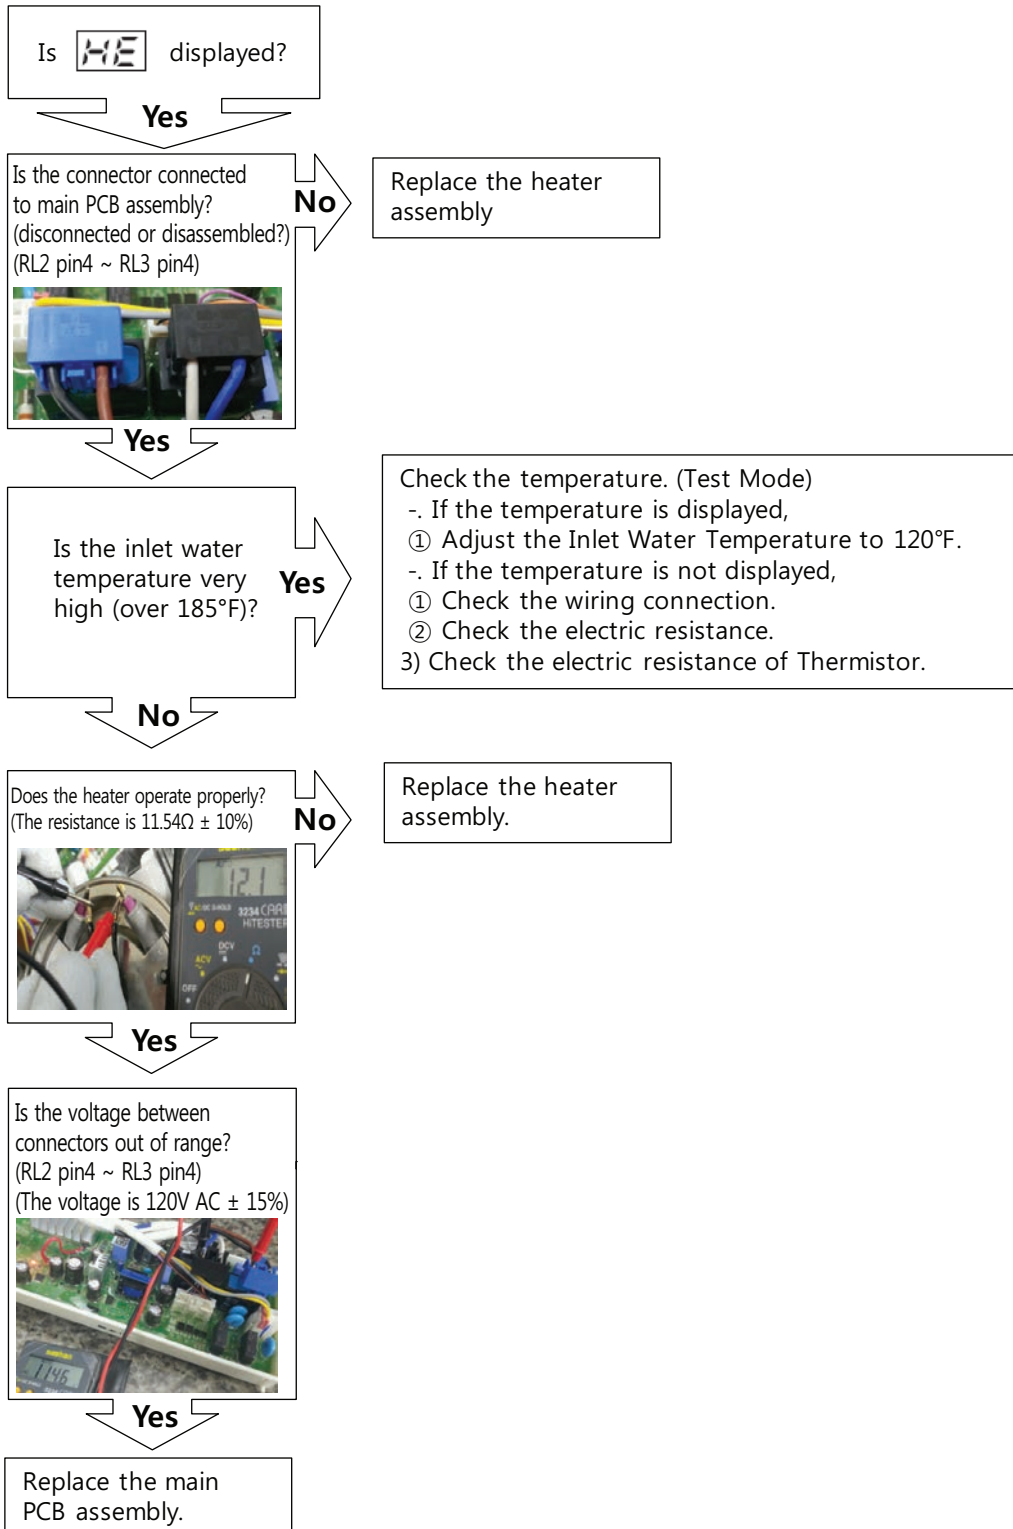 Is HE displayed?
Yes
Is the connector connected
to main PCB assembly?
(disconnected or disassembled?)
(RL2 pin4 ~ RL3 pin4)
No
Replace the heater
assembly
Yes
Is the inlet water
temperature very
high (over 185°F)?
Yes
Check the temperature. (Test Mode)
-. If the temperature is displayed,
① Adjust the Inlet Water Temperature to 120°F.
-. If the temperature is not displayed,
① Check the wiring connection.
② Check the electric resistance.
3) Check the electric resistance of Thermistor.
No
Does the heater operate properly?
(The resistance is 11.54Ω ± 10%)
No
Replace the heater
assembly.
12.1
3234
HiTESTER
DCV
Ω
ACV
OFF
Yes
Is the voltage between
connectors out of range?
(RL2 pin4 ~ RL3 pin4)
(The voltage is 120V AC ± 15%)
114.6
Yes
Replace the main
PCB assembly.